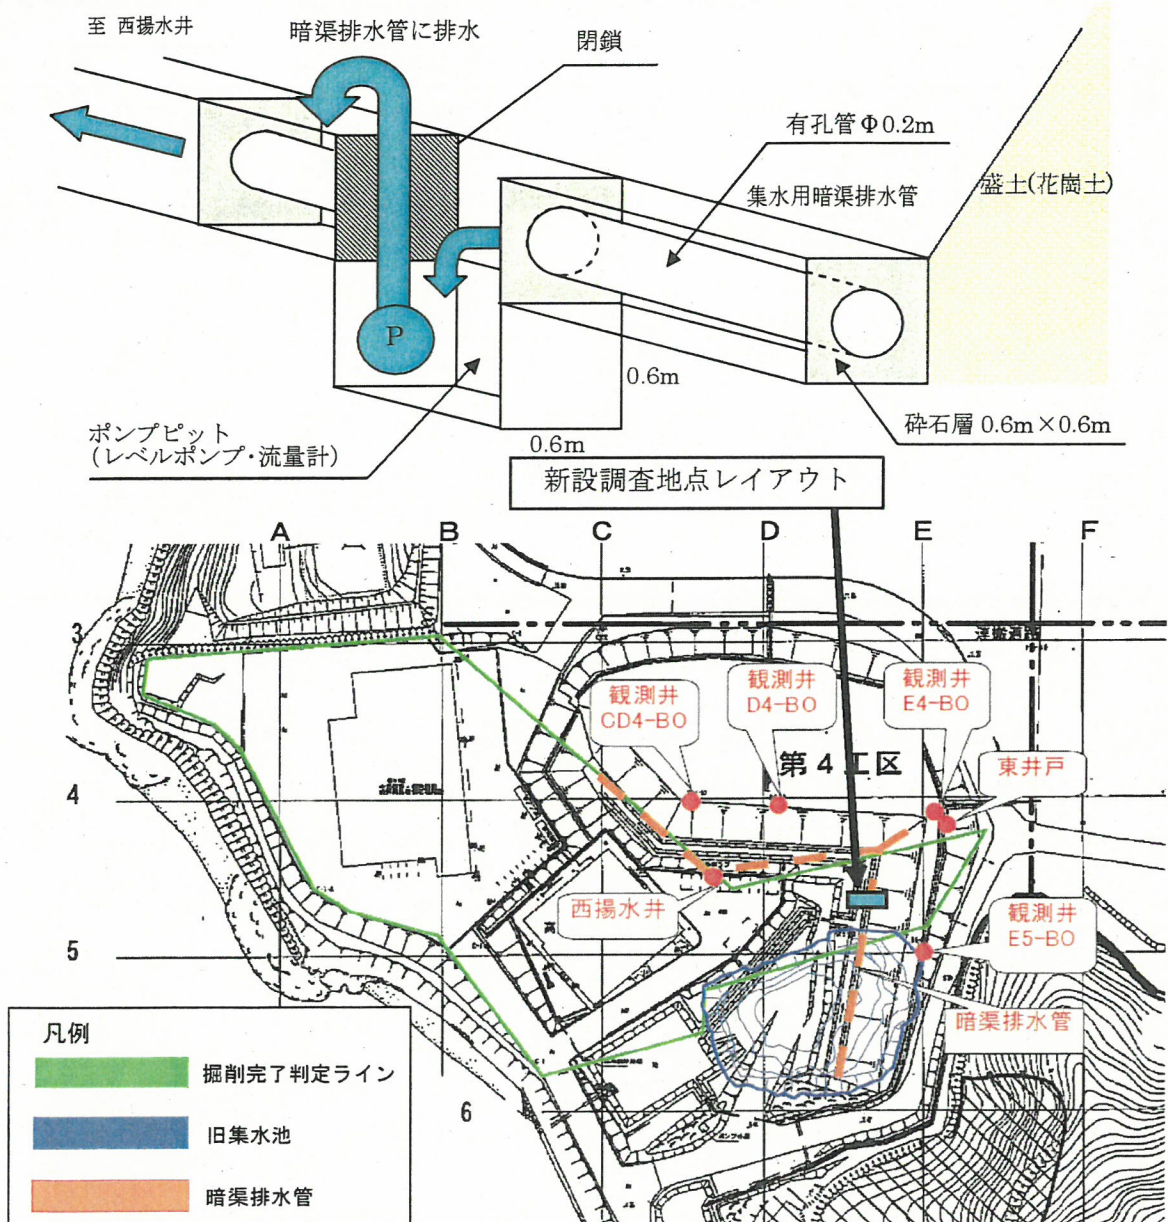 至 西揚水井
暗渠排水管に排水
閉鎖
有孔管Φ0.2m
集水用暗渠排水管
盛土(花崗土)
P
0.6m
0.6m
砕石層 0.6m×0.6m
ポンプピット
(レベルポンプ・流量計)
新設調査地点レイアウト
A
B
C
D
E
F
3
4
5
6
観測井
CD4-BO
観測井
D4-BO
観測井
E4-BO
第4工区
東井戸
西揚水井
観測井
E5-BO
暗渠排水管
凡例
掘削完了判定ライン
旧集水池
暗渠排水管